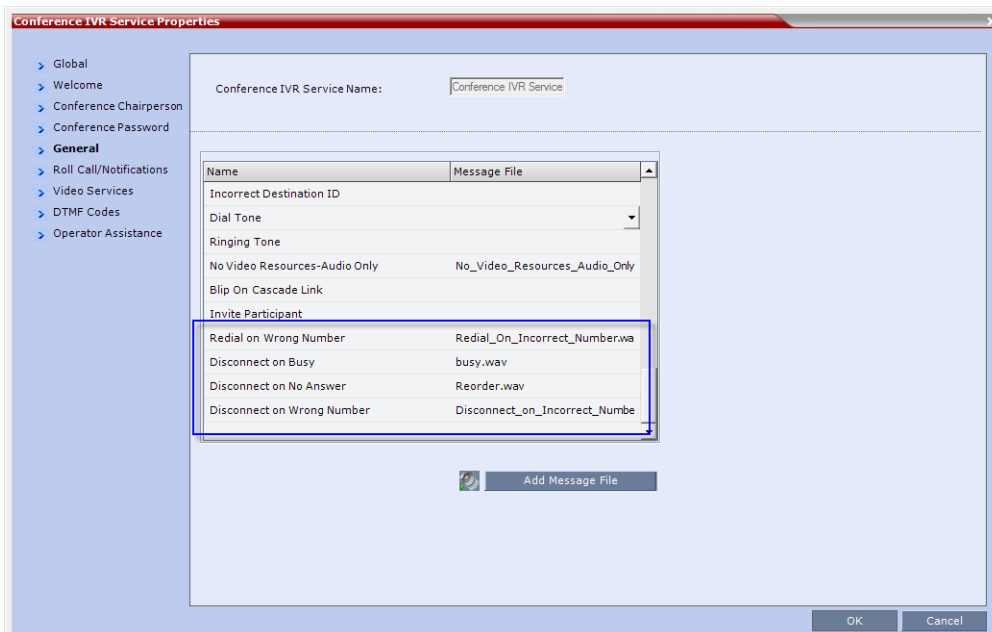 Conference IVR Service Properties
Global
Welcome
Conference Chairperson
Conference Password
General
Roll Call/Notifications
Video Services
DTMF Codes
Operator Assistance
Conference IVR Service Name: Conference IVR Service
Name Message File
Incorrect Destination ID
Dial Tone
Ringing Tone
No Video Resources-Audio Only No_Video_Resources_Audio_Only
Blip On Cascade Link
Invite Participant
Redial on Wrong Number Redial_On_Incorrect_Number.wa
Disconnect on Busy busy.wav
Disconnect on No Answer Reorder.wav
Disconnect on Wrong Number Disconnect_on_Incorrect_Numbe
Add Message File
OK Cancel